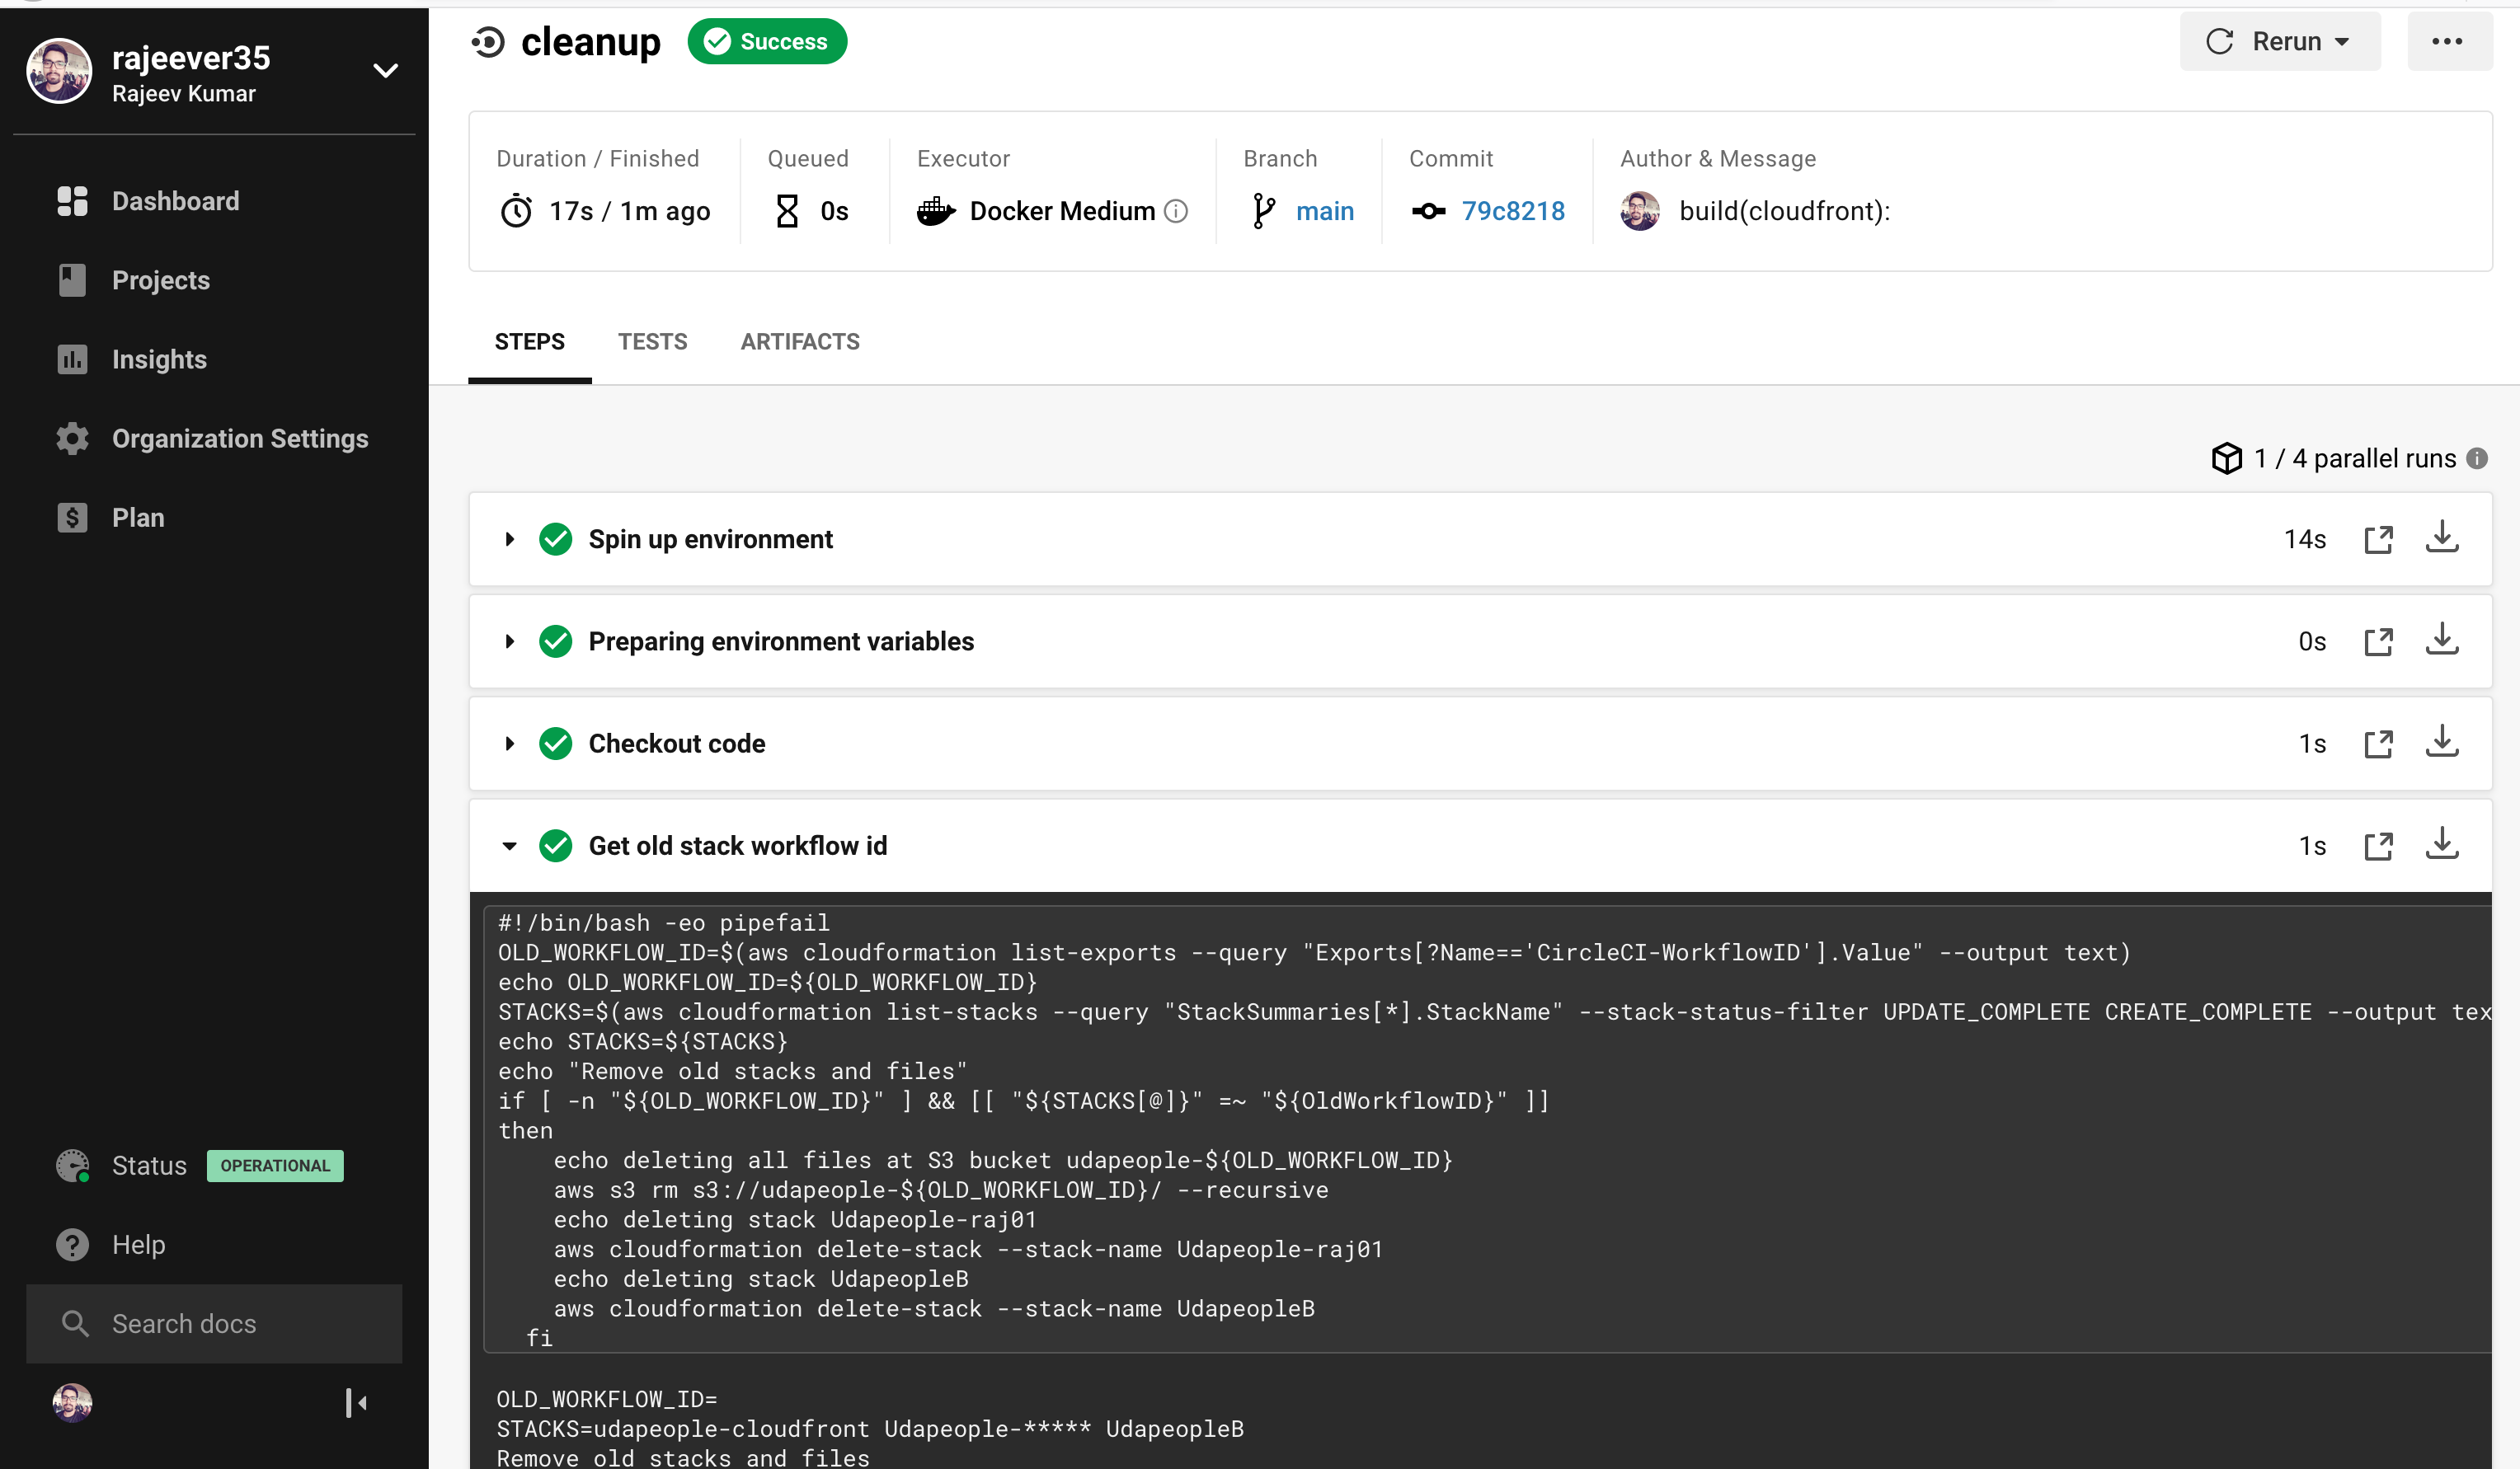 rajeever35
Rajeev Kumar
Dashboard
Projects
Insights
Organization Settings
Plan
Status OPERATIONAL
Help
Search docs
cleanup Success
Rerun
Duration / Finished
17s / 1m ago
Queued
0s
Executor
Docker Medium
Branch
main
Commit
79c8218
Author & Message
build(cloudfront):
STEPS TESTS ARTIFACTS
1 / 4 parallel runs
Spin up environment 14s
Preparing environment variables 0s
Checkout code 1s
Get old stack workflow id 1s
#!/bin/bash -eo pipefail
OLD_WORKFLOW_ID=$(aws cloudformation list-exports --query "Exports[?Name=='CircleCI-WorkflowID'].Value" --output text)
echo OLD_WORKFLOW_ID=${OLD_WORKFLOW_ID}
STACKS=$(aws cloudformation list-stacks --query "StackSummaries[*].StackName" --stack-status-filter UPDATE_COMPLETE CREATE_COMPLETE --output tex
echo STACKS=${STACKS}
echo "Remove old stacks and files"
if [ -n "${OLD_WORKFLOW_ID}" ] && [[ "${STACKS[@]}" =~ "${OldWorkflowID}" ]]
then
echo deleting all files at S3 bucket udapeople-${OLD_WORKFLOW_ID}
aws s3 rm s3://udapeople-${OLD_WORKFLOW_ID}/ --recursive
echo deleting stack Udapeople-raj01
aws cloudformation delete-stack --stack-name Udapeople-raj01
echo deleting stack UdapeopleB
aws cloudformation delete-stack --stack-name UdapeopleB
fi
OLD_WORKFLOW_ID=
STACKS=udapeople-cloudfront Udapeople-***** UdapeopleB
Remove old stacks and files